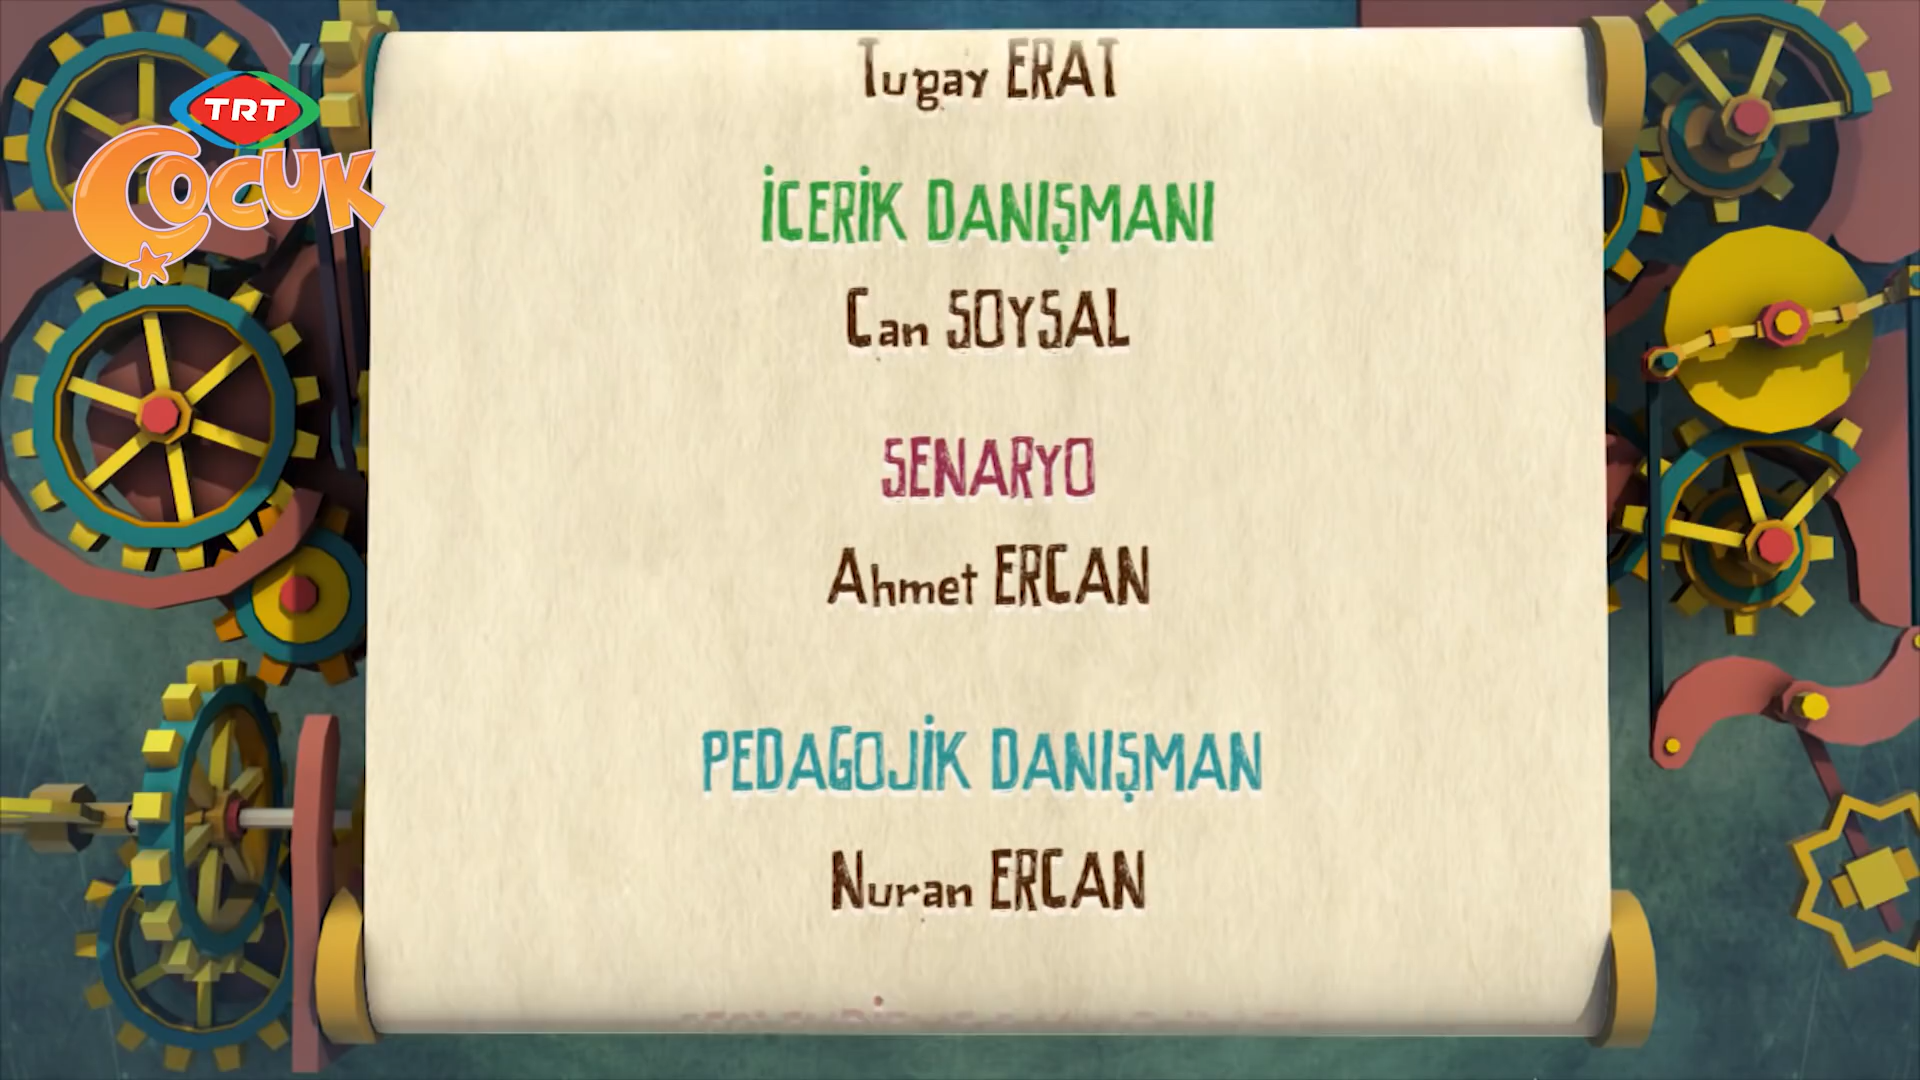 TRT
ÇOCUK
Tugay ERAT
İCERİK DANIŞMANI
Can SOYSAL
SENARYO
Ahmet ERCAN
PEDAGOJİK DANIŞMAN
Nuran ERCAN